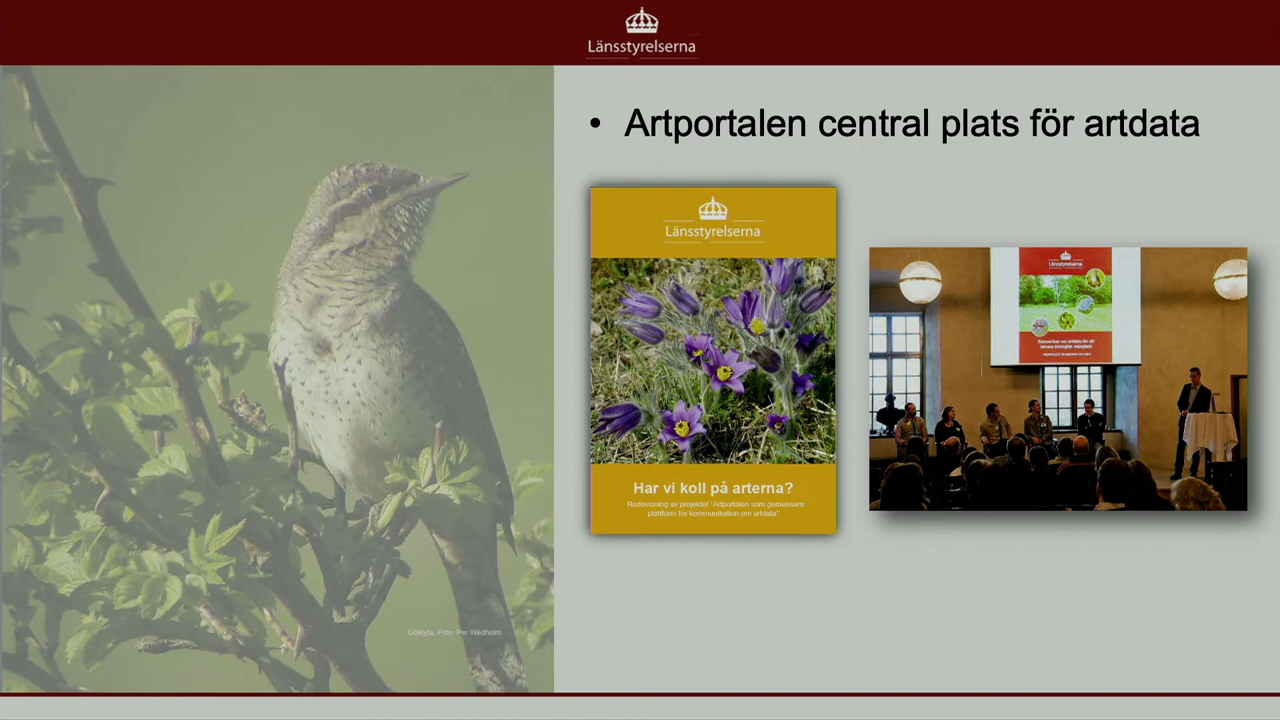 Länsstyrelserna
• Artportalen central plats för artdata
Länsstyrelserna
Har vi koll på arterna?
- Redovisning av projektet "Artportalen som gemensam
plattform för kommunikation om artdata"
Länsstyrelserna
Göktyta. Foto: Per Wedholm